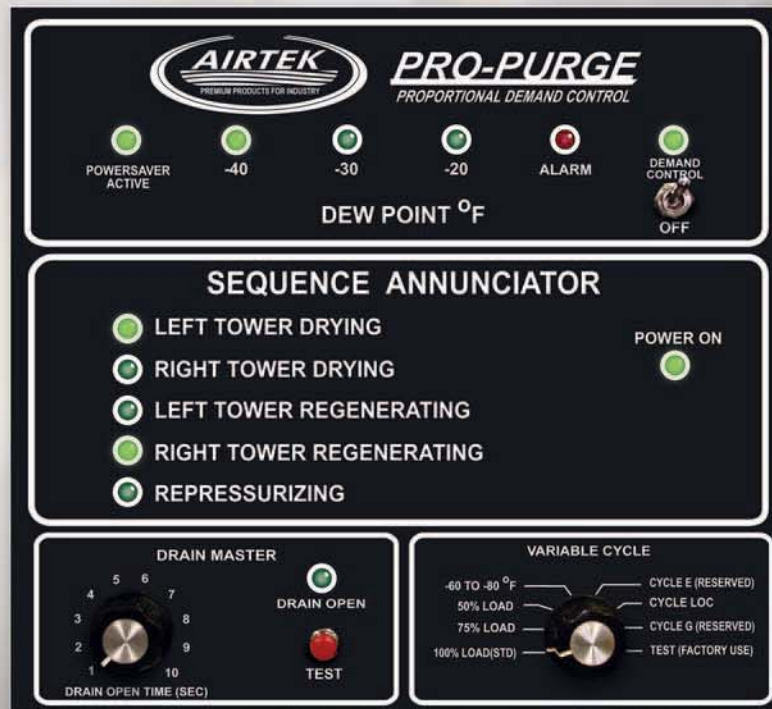 AIRTEK
PREMIUM PRODUCTS FOR INDUSTRY
PRO-PURGE
PROPORTIONAL DEMAND CONTROL
POWERSAVER
ACTIVE
-40
-30
-20
ALARM
DEMAND
CONTROL
OFF
DEW POINT °F
SEQUENCE ANNUNCIATOR
LEFT TOWER DRYING
RIGHT TOWER DRYING
LEFT TOWER REGENERATING
RIGHT TOWER REGENERATING
REPRESSURIZING
POWER ON
DRAIN MASTER
1
2
3
4
5
6
7
8
9
10
DRAIN OPEN TIME (SEC)
DRAIN OPEN
TEST
VARIABLE CYCLE
-60 TO -80 °F
50% LOAD
75% LOAD
100% LOAD(STD)
CYCLE E (RESERVED)
CYCLE LOC
CYCLE G (RESERVED)
TEST (FACTORY USE)